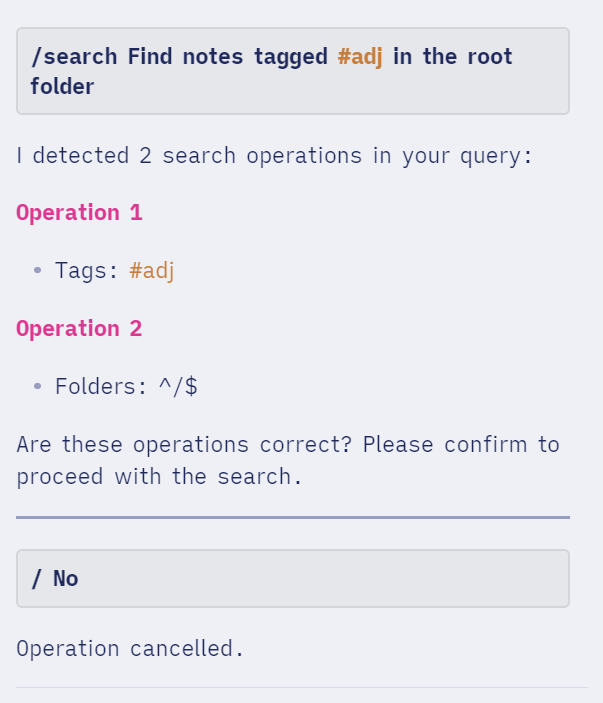 /search Find notes tagged #adj in the root
folder
I detected 2 search operations in your query:
Operation 1
• Tags: #adj
Operation 2
• Folders: ^/$
Are these operations correct? Please confirm to
proceed with the search.
/ No
Operation cancelled.